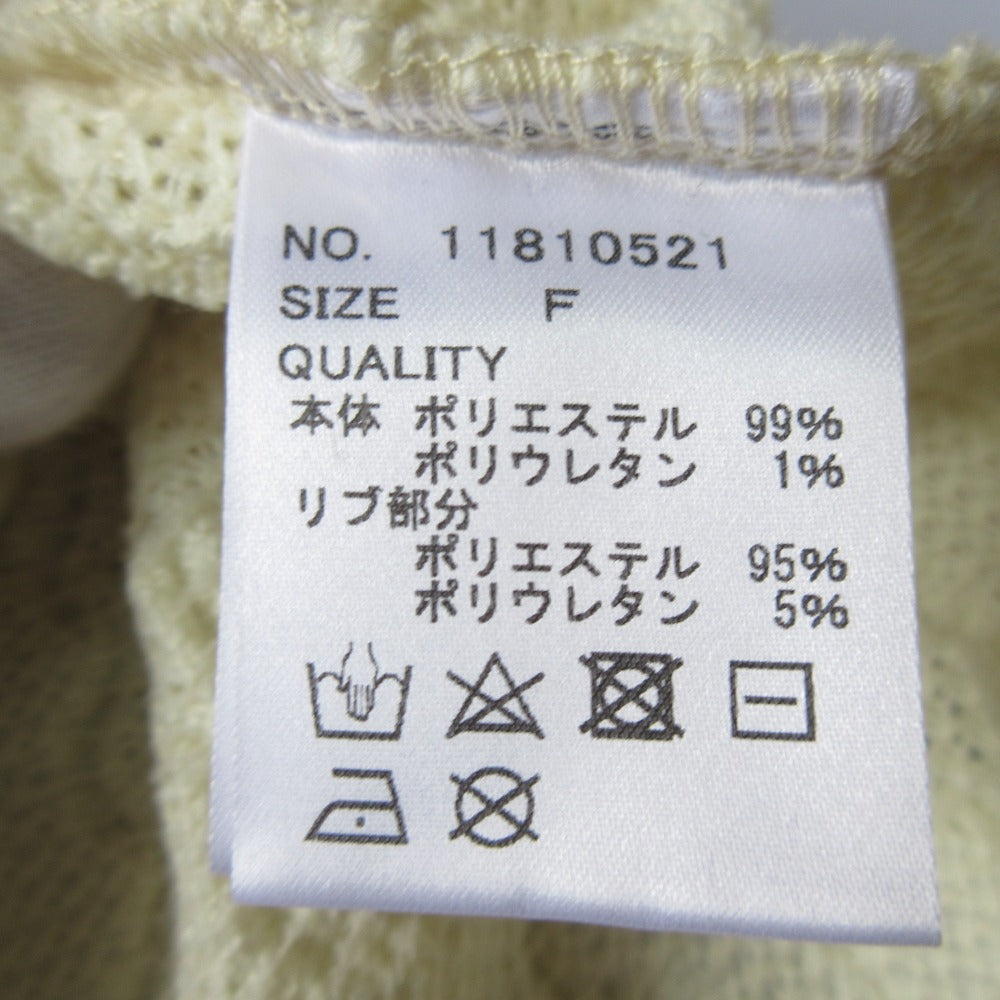 NO. 11810521
SIZE F
QUALITY
本体 ポリエステル 99%
ポリウレタン 1%
リブ部分
ポリエステル 95%
ポリウレタン 5%